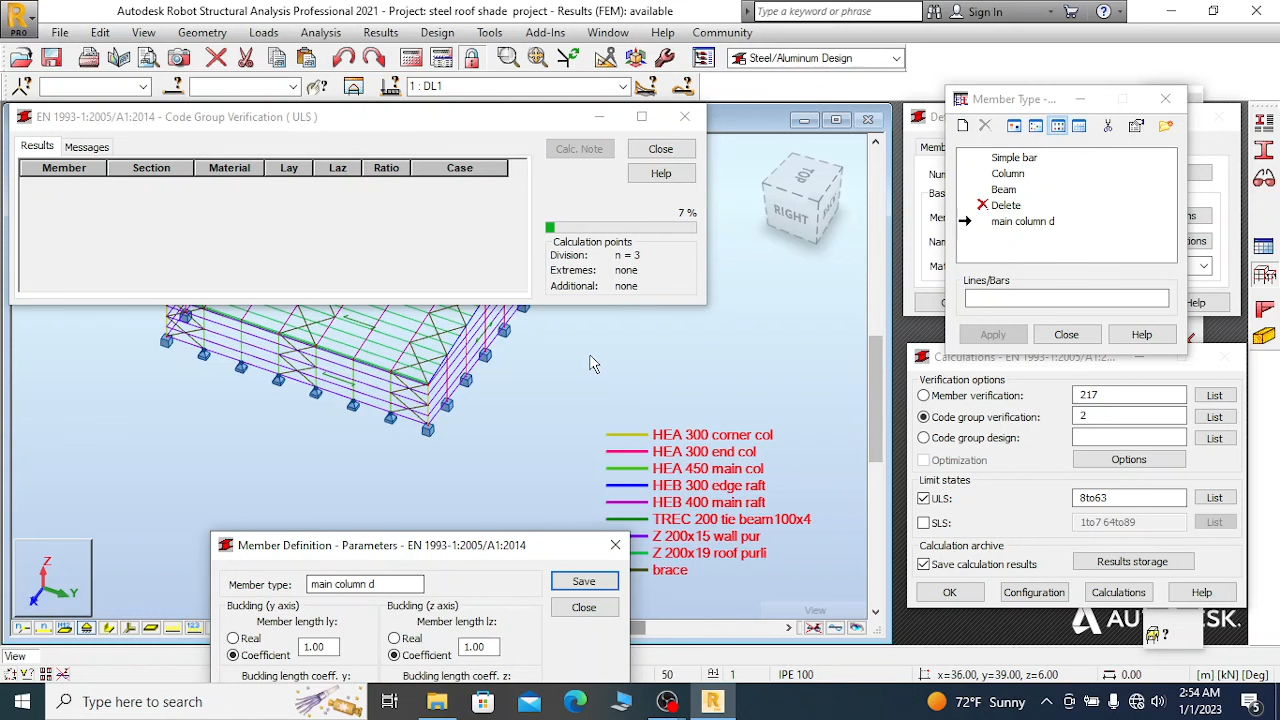 Autodesk Robot Structural Analysis Professional 2021 - Project: steel roof shade project - Results (FEM): available
Type a keyword or phrase
Sign In
PRO
File Edit View Geometry Loads Analysis Results Design Tools Add-Ins Window Help Community
Steel/Aluminum Design
1 : DL1
EN 1993-1:2005/A1:2014 - Code Group Verification ( ULS )
Results Messages
Member Section Material Lay Laz Ratio Case
Calc. Note Close
Help
7 %
Calculation points
Division: n = 3
Extremes: none
Additional: none
TOP
RIGHT
Member Type -...
Simple bar
Column
Beam
Delete
main column d
Lines/Bars
Apply Close Help
Calculations - EN 1993-1:2005/A1:2...
Verification options
Member verification: 217 List
Code group verification: 2 List
Code group design: List
Optimization Options
Limit states
ULS: 8to63 List
SLS: 1to7 64to89 List
Calculation archive
Save calculation results Results storage
OK Configuration Calculations Help
HEA 300 corner col
HEA 300 end col
HEA 450 main col
HEB 300 edge raft
HEB 400 main raft
TREC 200 tie beam100x4
Z 200x15 wall pur
Z 200x19 roof purli
brace
Z
Y
X
Member Definition - Parameters - EN 1993-1:2005/A1:2014
Member type: main column d Save
Close
Buckling (y axis) Buckling (z axis)
Member length ly: Member length lz:
Real Real
Coefficient 1.00 Coefficient 1.00
Buckling length coeff. y: Buckling length coeff. z:
View
AUTODESK.
View
50 1 IPE 100 x=36.00, y=39.00, z=6.00 0.00 [m] [kN] [Deg]
Type here to search
72°F Sunny
2:54 AM
1/1/2023